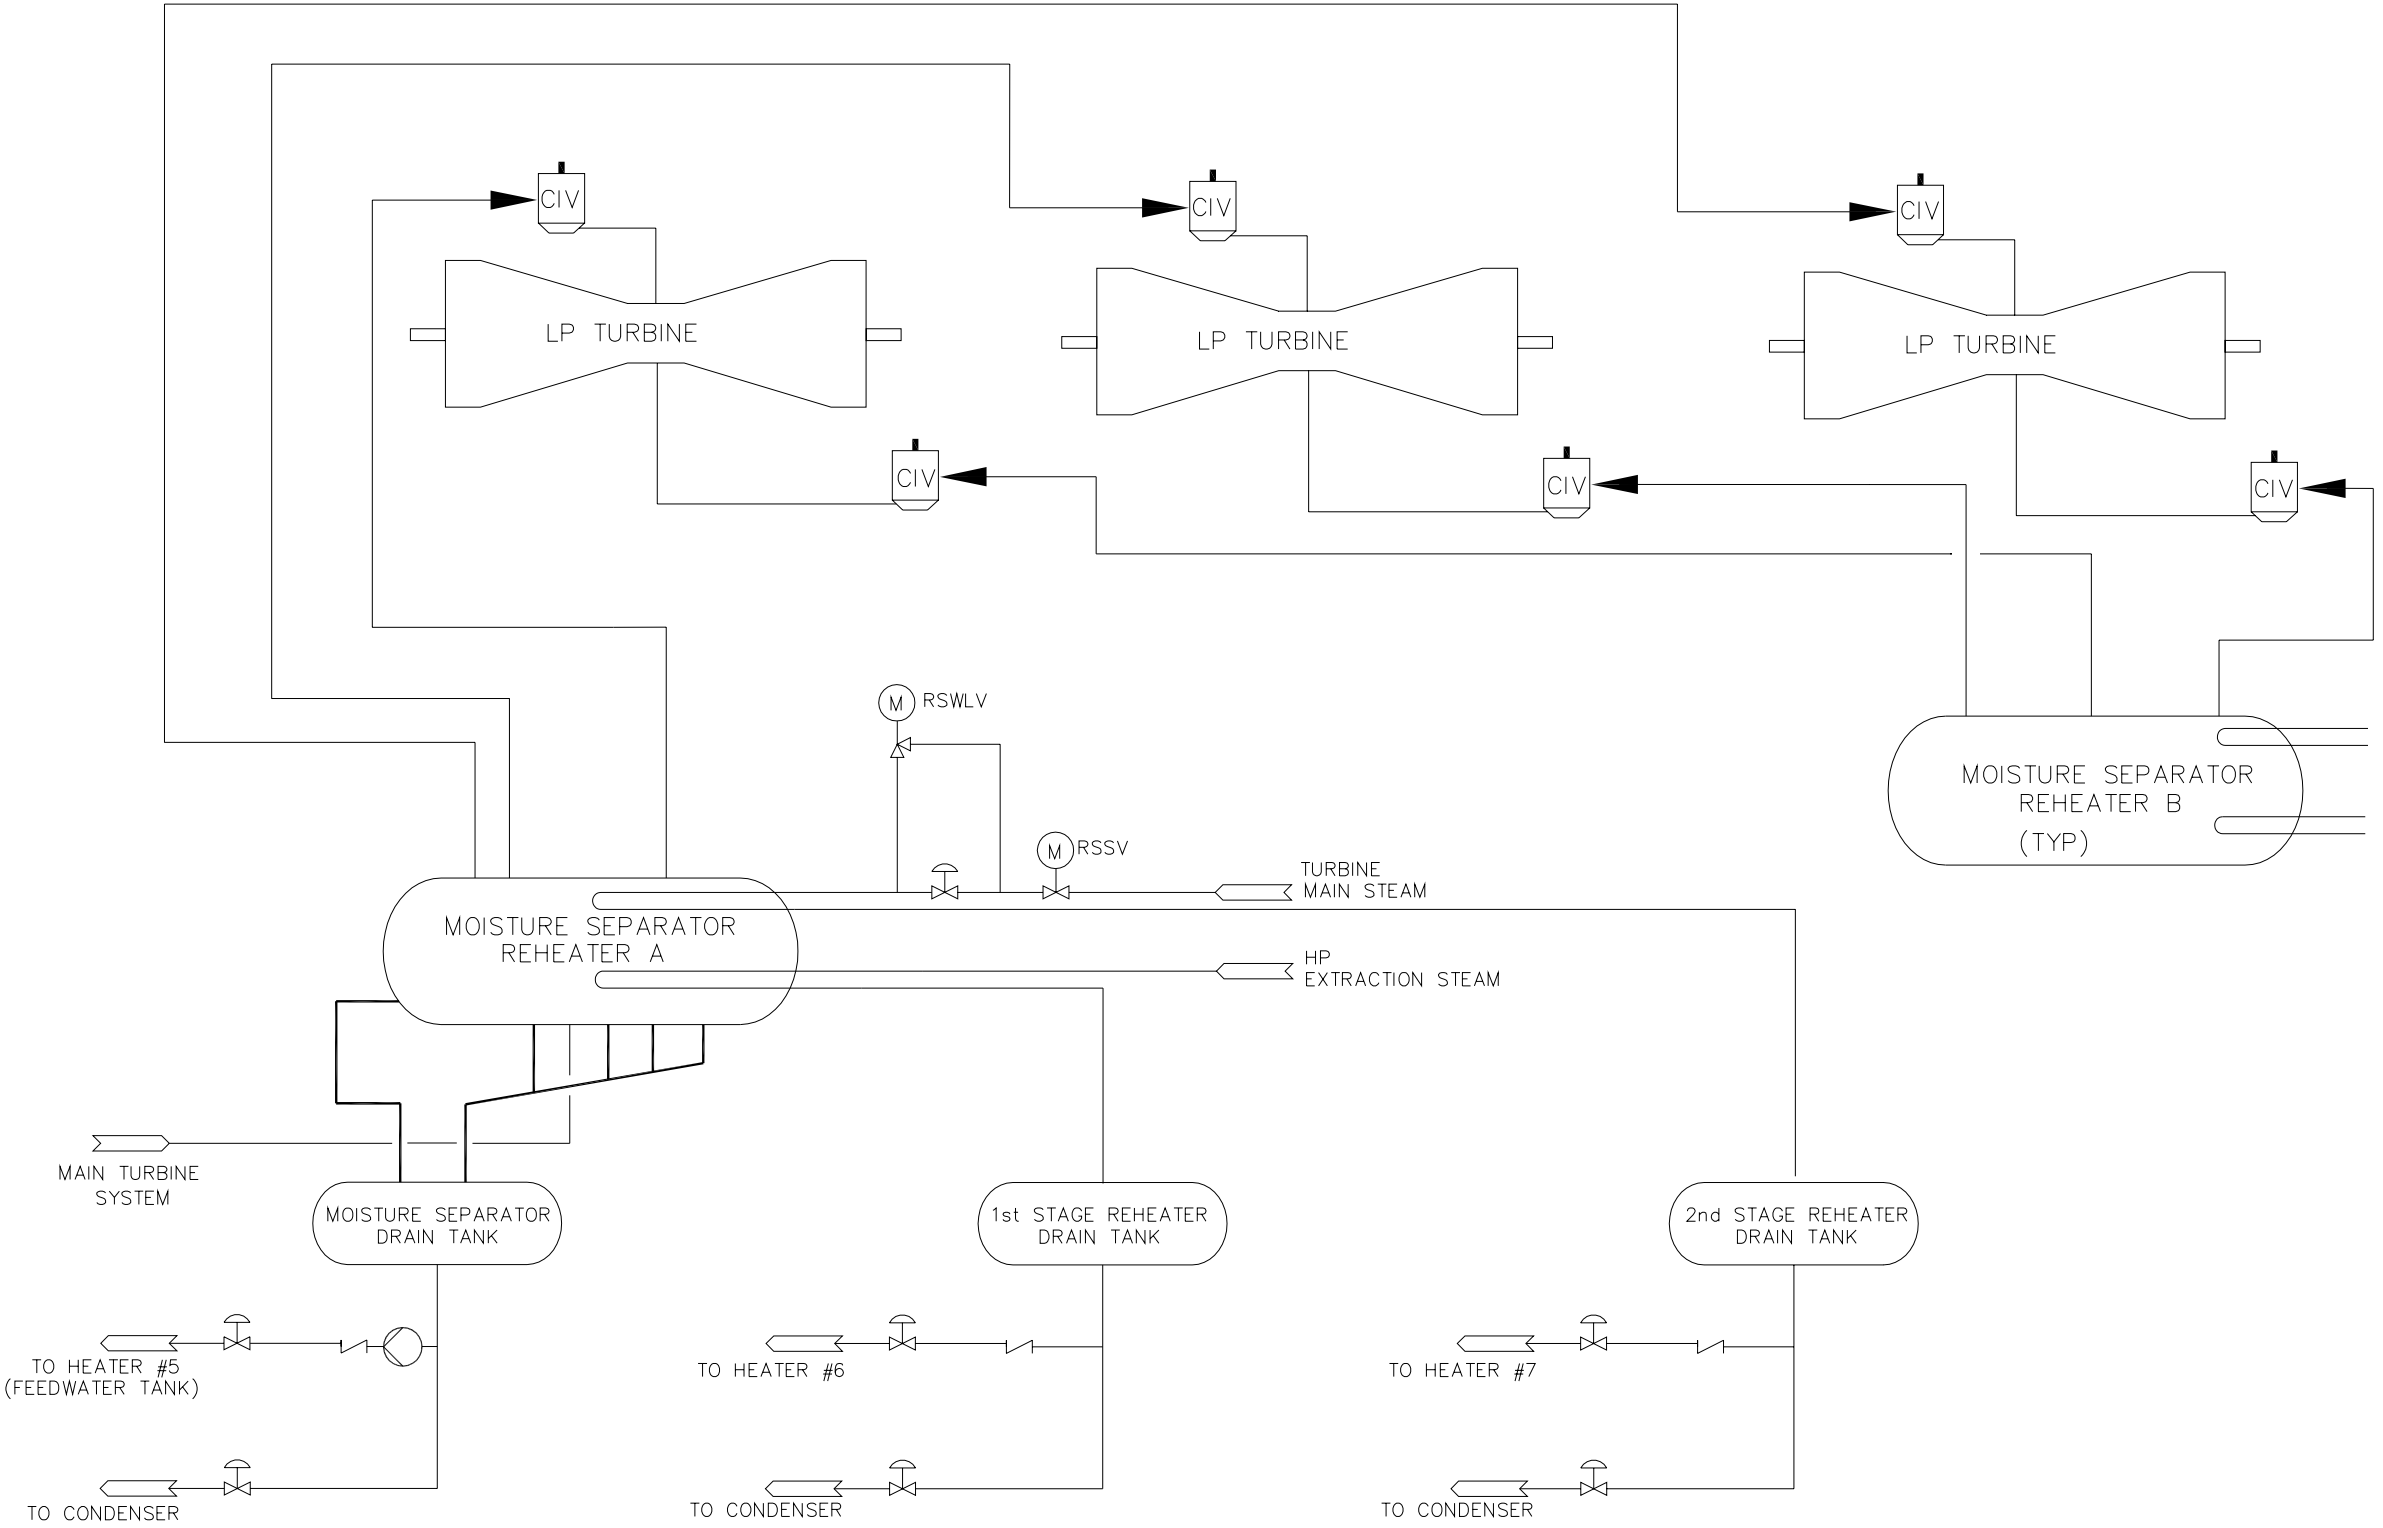 CIV
CIV
CIV
LP TURBINE
LP TURBINE
LP TURBINE
CIV
CIV
CIV
M
RSWLV
MOISTURE SEPARATOR
REHEATER B
(TYP)
M
RSSV
TURBINE
MAIN STEAM
MOISTURE SEPARATOR
REHEATER A
HP
EXTRACTION STEAM
MAIN TURBINE
SYSTEM
MOISTURE SEPARATOR
DRAIN TANK
1st STAGE REHEATER
DRAIN TANK
2nd STAGE REHEATER
DRAIN TANK
TO HEATER #5
(FEEDWATER TANK)
TO HEATER #6
TO HEATER #7
TO CONDENSER
TO CONDENSER
TO CONDENSER